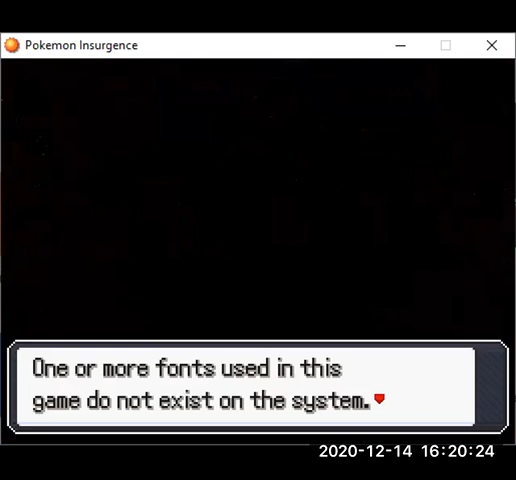 Pokemon Insurgence
One or more fonts used in this
game do not exist on the system.
2020-12-14 16:20:24